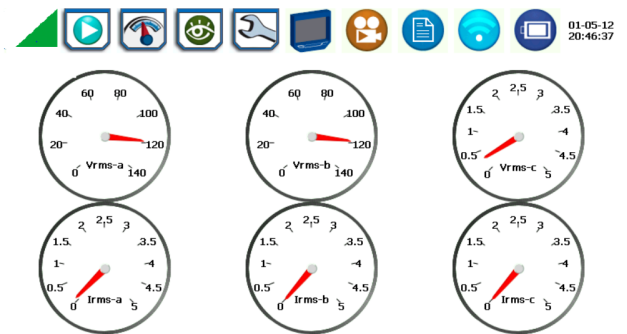 01-05-12
20:46:37
60 80
40 100
20 120
0 Vrms-a 140
60 80
40 100
20 120
0 Vrms-b 140
2 2,5 3
1.5 3.5
1 4
0.5 4.5
0 Vrms-c 5
2 2,5 3
1.5 3.5
1 4
0.5 4.5
0 Irms-a 5
2 2,5 3
1.5 3.5
1 4
0.5 4.5
0 Irms-b 5
2 2,5 3
1.5 3.5
1 4
0.5 4.5
0 Irms-c 5